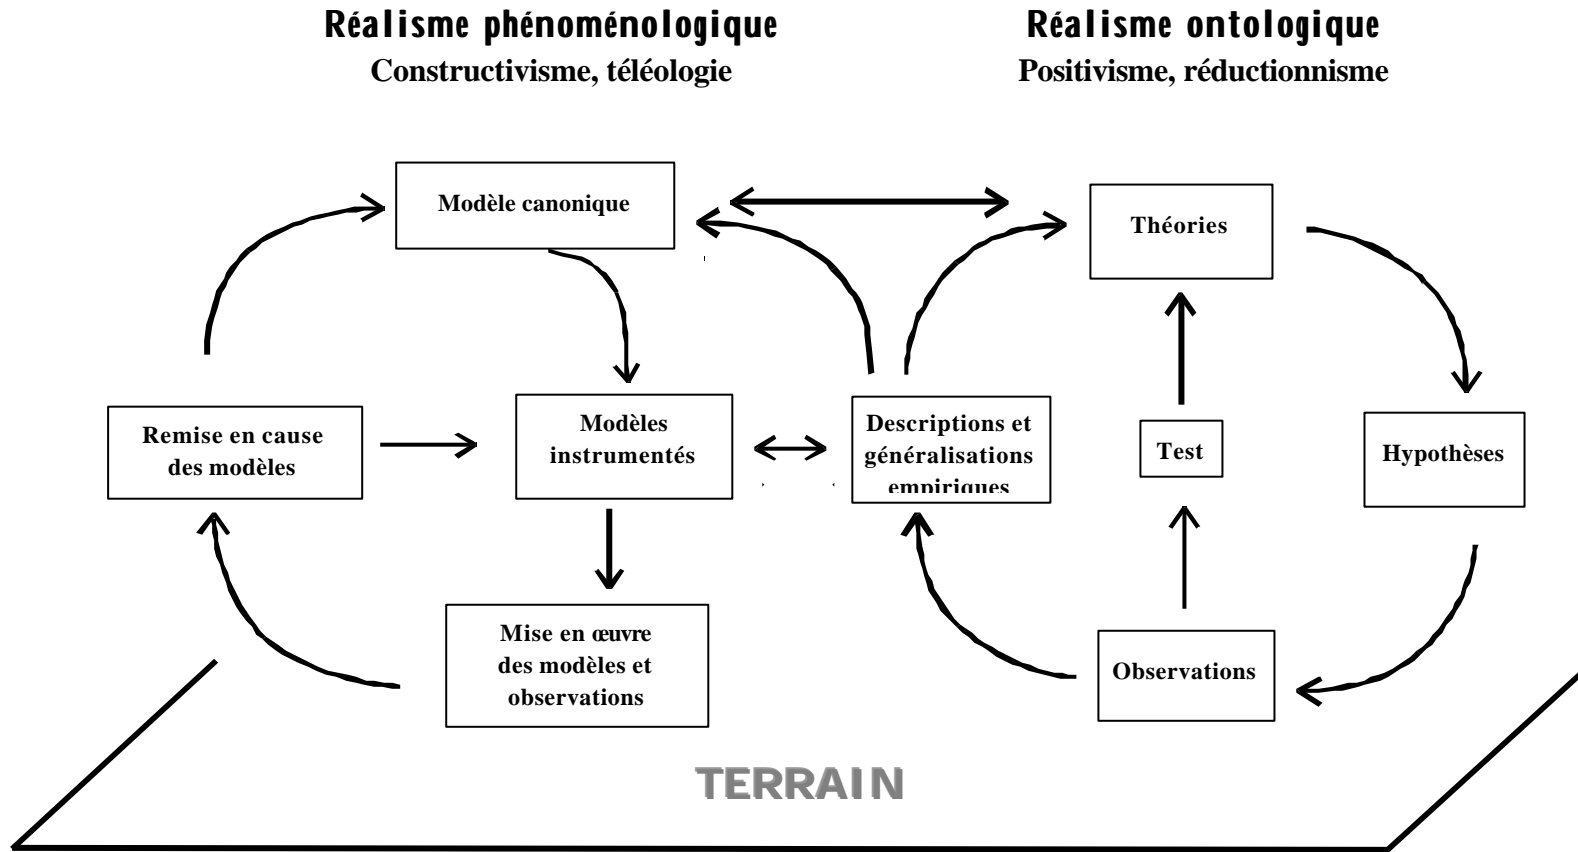 Réalisme phénoménologique
Constructivisme, téléologie
Réalisme ontologique
Positivisme, réductionnisme
Modèle canonique
Théories
Remise en cause
des modèles
Modèles
instrumentés
Descriptions et
généralisations
empiriques
Test
Hypothèses
Mise en œuvre
des modèles et
observations
Observations
TERRAIN